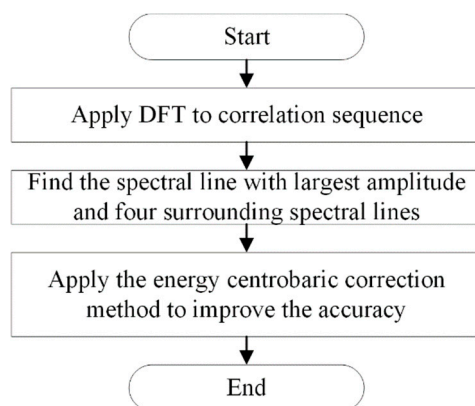 Start
Apply DFT to correlation sequence
Find the spectral line with largest amplitude
and four surrounding spectral lines
Apply the energy centrobaric correction
method to improve the accuracy
End